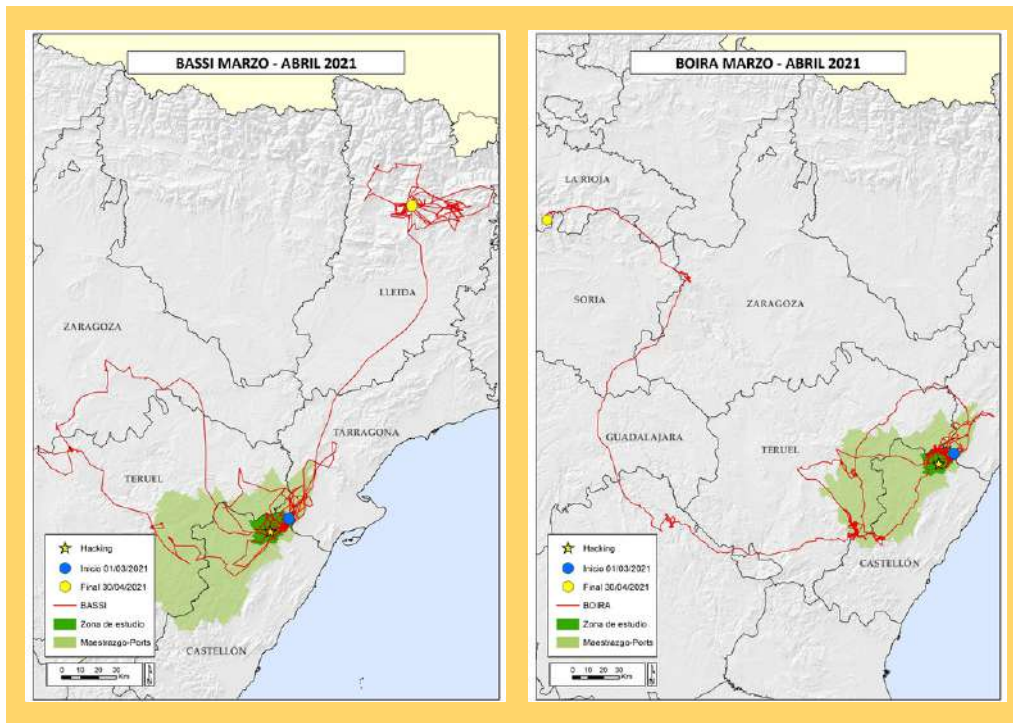 BASSI MARZO - ABRIL 2021
LLEIDA
ZARAGOZA
TARRAGONA
TERUEL
CASTELLÓN
Hacking
Inicio 01/03/2021
Final 30/04/2021
BASSI
Zona de estudio
Maestrazgo-Ports
0 10 20 30
Km
BOIRA MARZO - ABRIL 2021
LA RIOJA
SORIA
ZARAGOZA
GUADALAJARA
TERUEL
CASTELLÓN
Hacking
Inicio 01/03/2021
Final 30/04/2021
BOIRA
Zona de estudio
Maestrazgo-Ports
0 10 20 30
Km